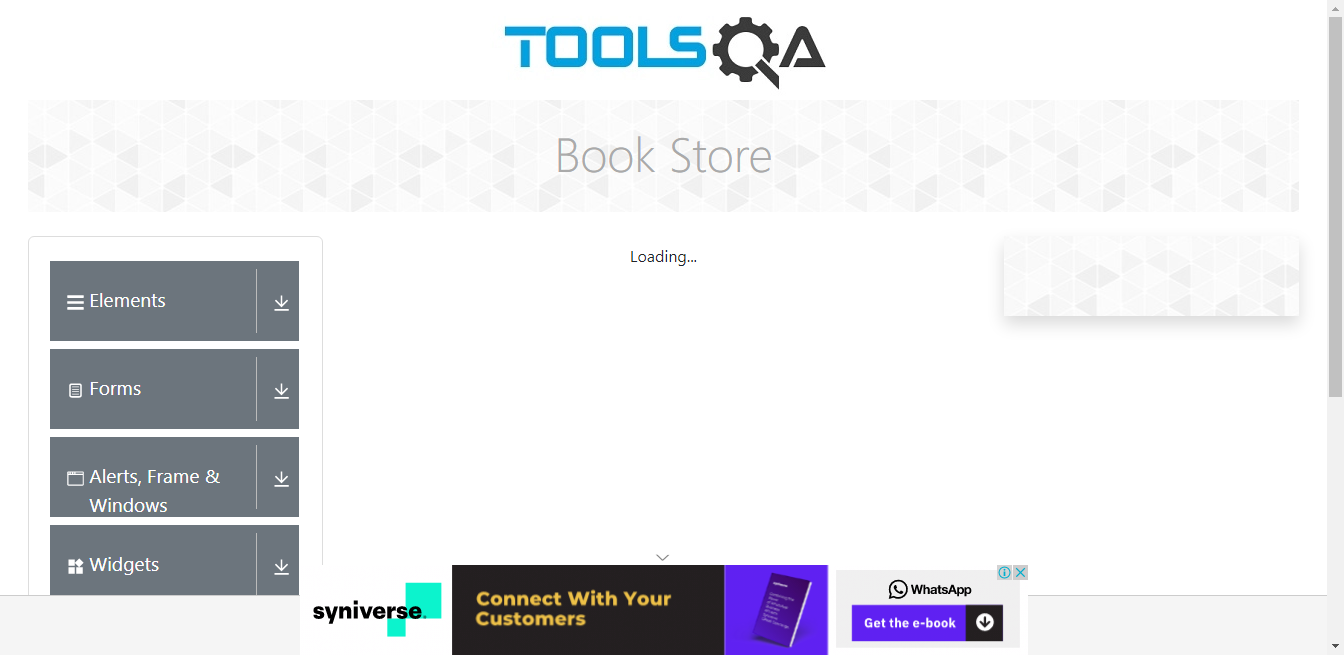 TOOLSQA
Book Store
Elements
Forms
Alerts, Frame &
Windows
Widgets
Loading...
syniverse.
Connect With Your
Customers
WhatsApp
Get the e-book